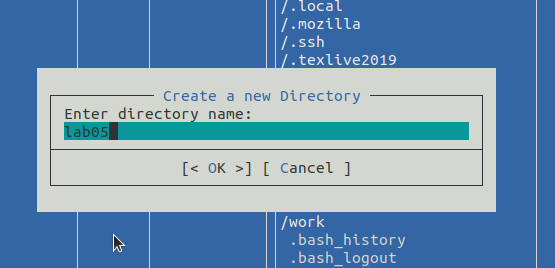 /.local
/.mozilla
/.ssh
/.texlive2019
Create a new Directory
Enter directory name:
lab05
[< OK >] [ Cancel ]
/work
.bash_history
.bash_logout